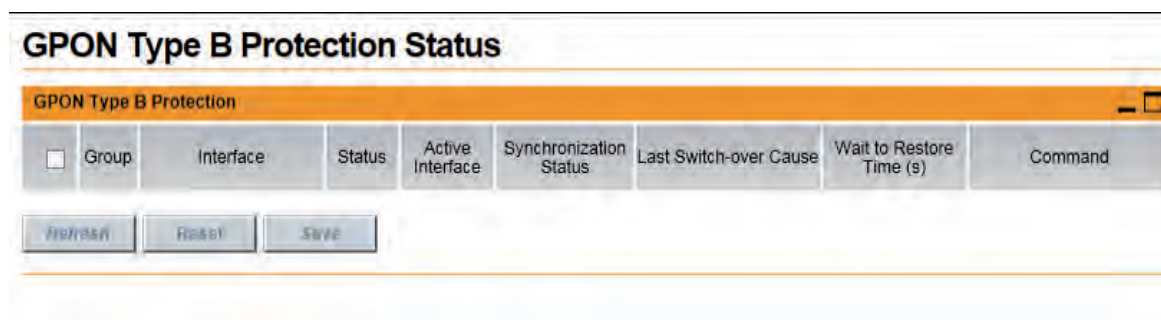 GPON Type B Protection Status
GPON Type B Protection
Group Interface Status Active Interface Synchronization Status Last Switch-over Cause Wait to Restore Time (s) Command
Refresh Reset Save